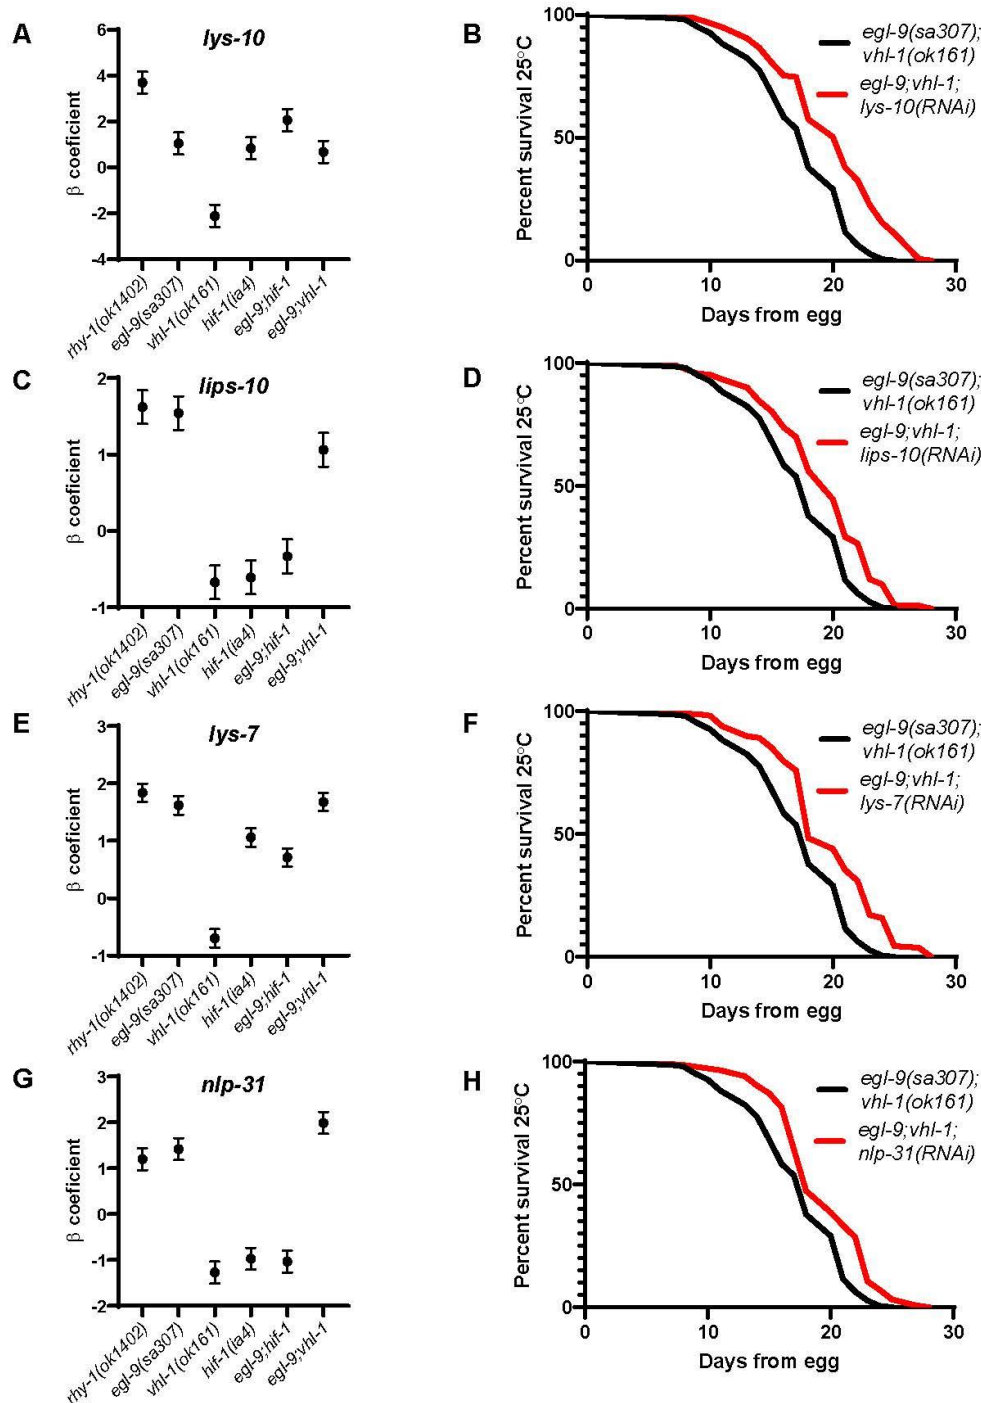 A
lys-10
β coeficient
6
4
2
0
-2
-4
rhy-1(ok1402)
egl-9(sa307)
vhl-1(ok161)
hif-1(ia4)
egl-9;hif-1
egl-9;vhl-1
B
Percent survival 25°C
100
50
0
0
10
20
30
Days from egg
egl-9(sa307);
vhl-1(ok161)
egl-9;vhl-1;
lys-10(RNAi)
C
lips-10
β coeficient
2
1
0
-1
rhy-1(ok1402)
egl-9(sa307)
vhl-1(ok161)
hif-1(ia4)
egl-9;hif-1
egl-9;vhl-1
D
Percent survival 25°C
100
50
0
0
10
20
30
Days from egg
egl-9(sa307);
vhl-1(ok161)
egl-9;vhl-1;
lips-10(RNAi)
E
lys-7
β coeficient
3
2
1
0
-1
rhy-1(ok1402)
egl-9(sa307)
vhl-1(ok161)
hif-1(ia4)
egl-9;hif-1
egl-9;vhl-1
F
Percent survival 25°C
100
50
0
0
10
20
30
Days from egg
egl-9(sa307);
vhl-1(ok161)
egl-9;vhl-1;
lys-7(RNAi)
G
nlp-31
β coeficient
3
2
1
0
-1
-2
rhy-1(ok1402)
egl-9(sa307)
vhl-1(ok161)
hif-1(ia4)
egl-9;hif-1
egl-9;vhl-1
H
Percent survival 25°C
100
50
0
0
10
20
30
Days from egg
egl-9(sa307);
vhl-1(ok161)
egl-9;vhl-1;
nlp-31(RNAi)